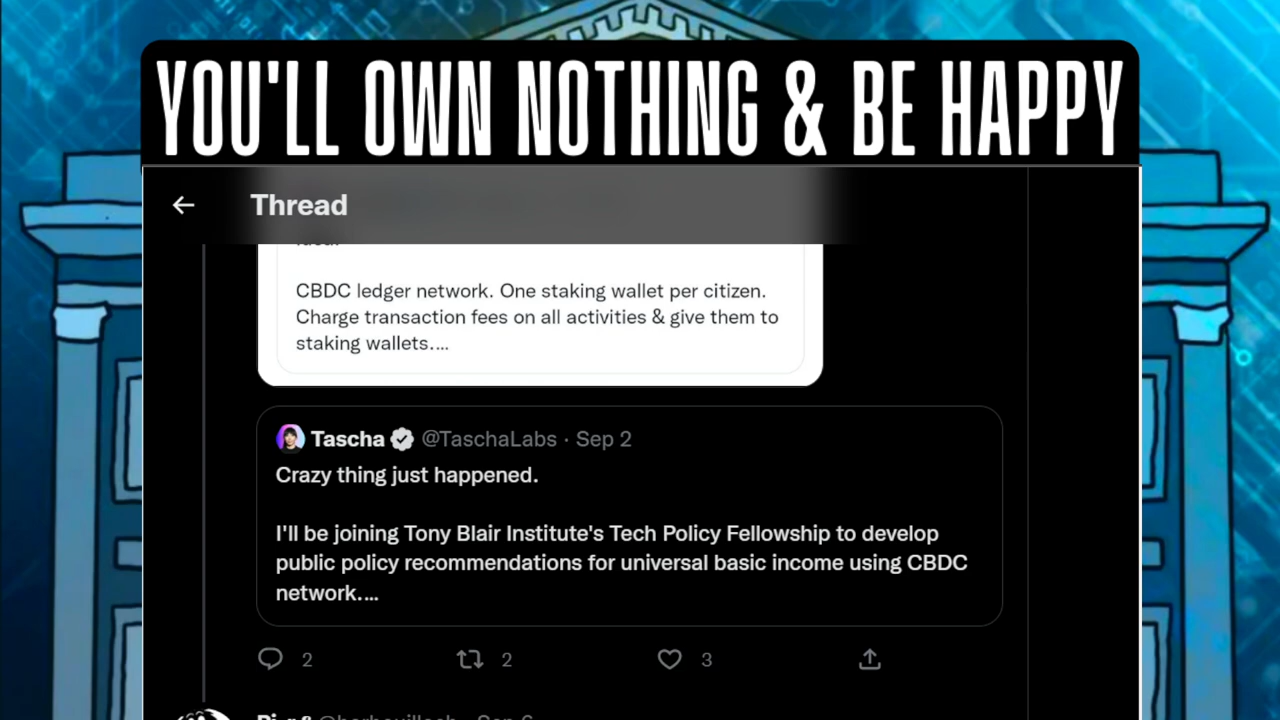 YOU'LL OWN NOTHING & BE HAPPY
Thread
CBDC ledger network. One staking wallet per citizen.
Charge transaction fees on all activities & give them to
staking wallets....
Tascha @TaschaLabs · Sep 2
Crazy thing just happened.
I'll be joining Tony Blair Institute's Tech Policy Fellowship to develop
public policy recommendations for universal basic income using CBDC
network....
2 2 3